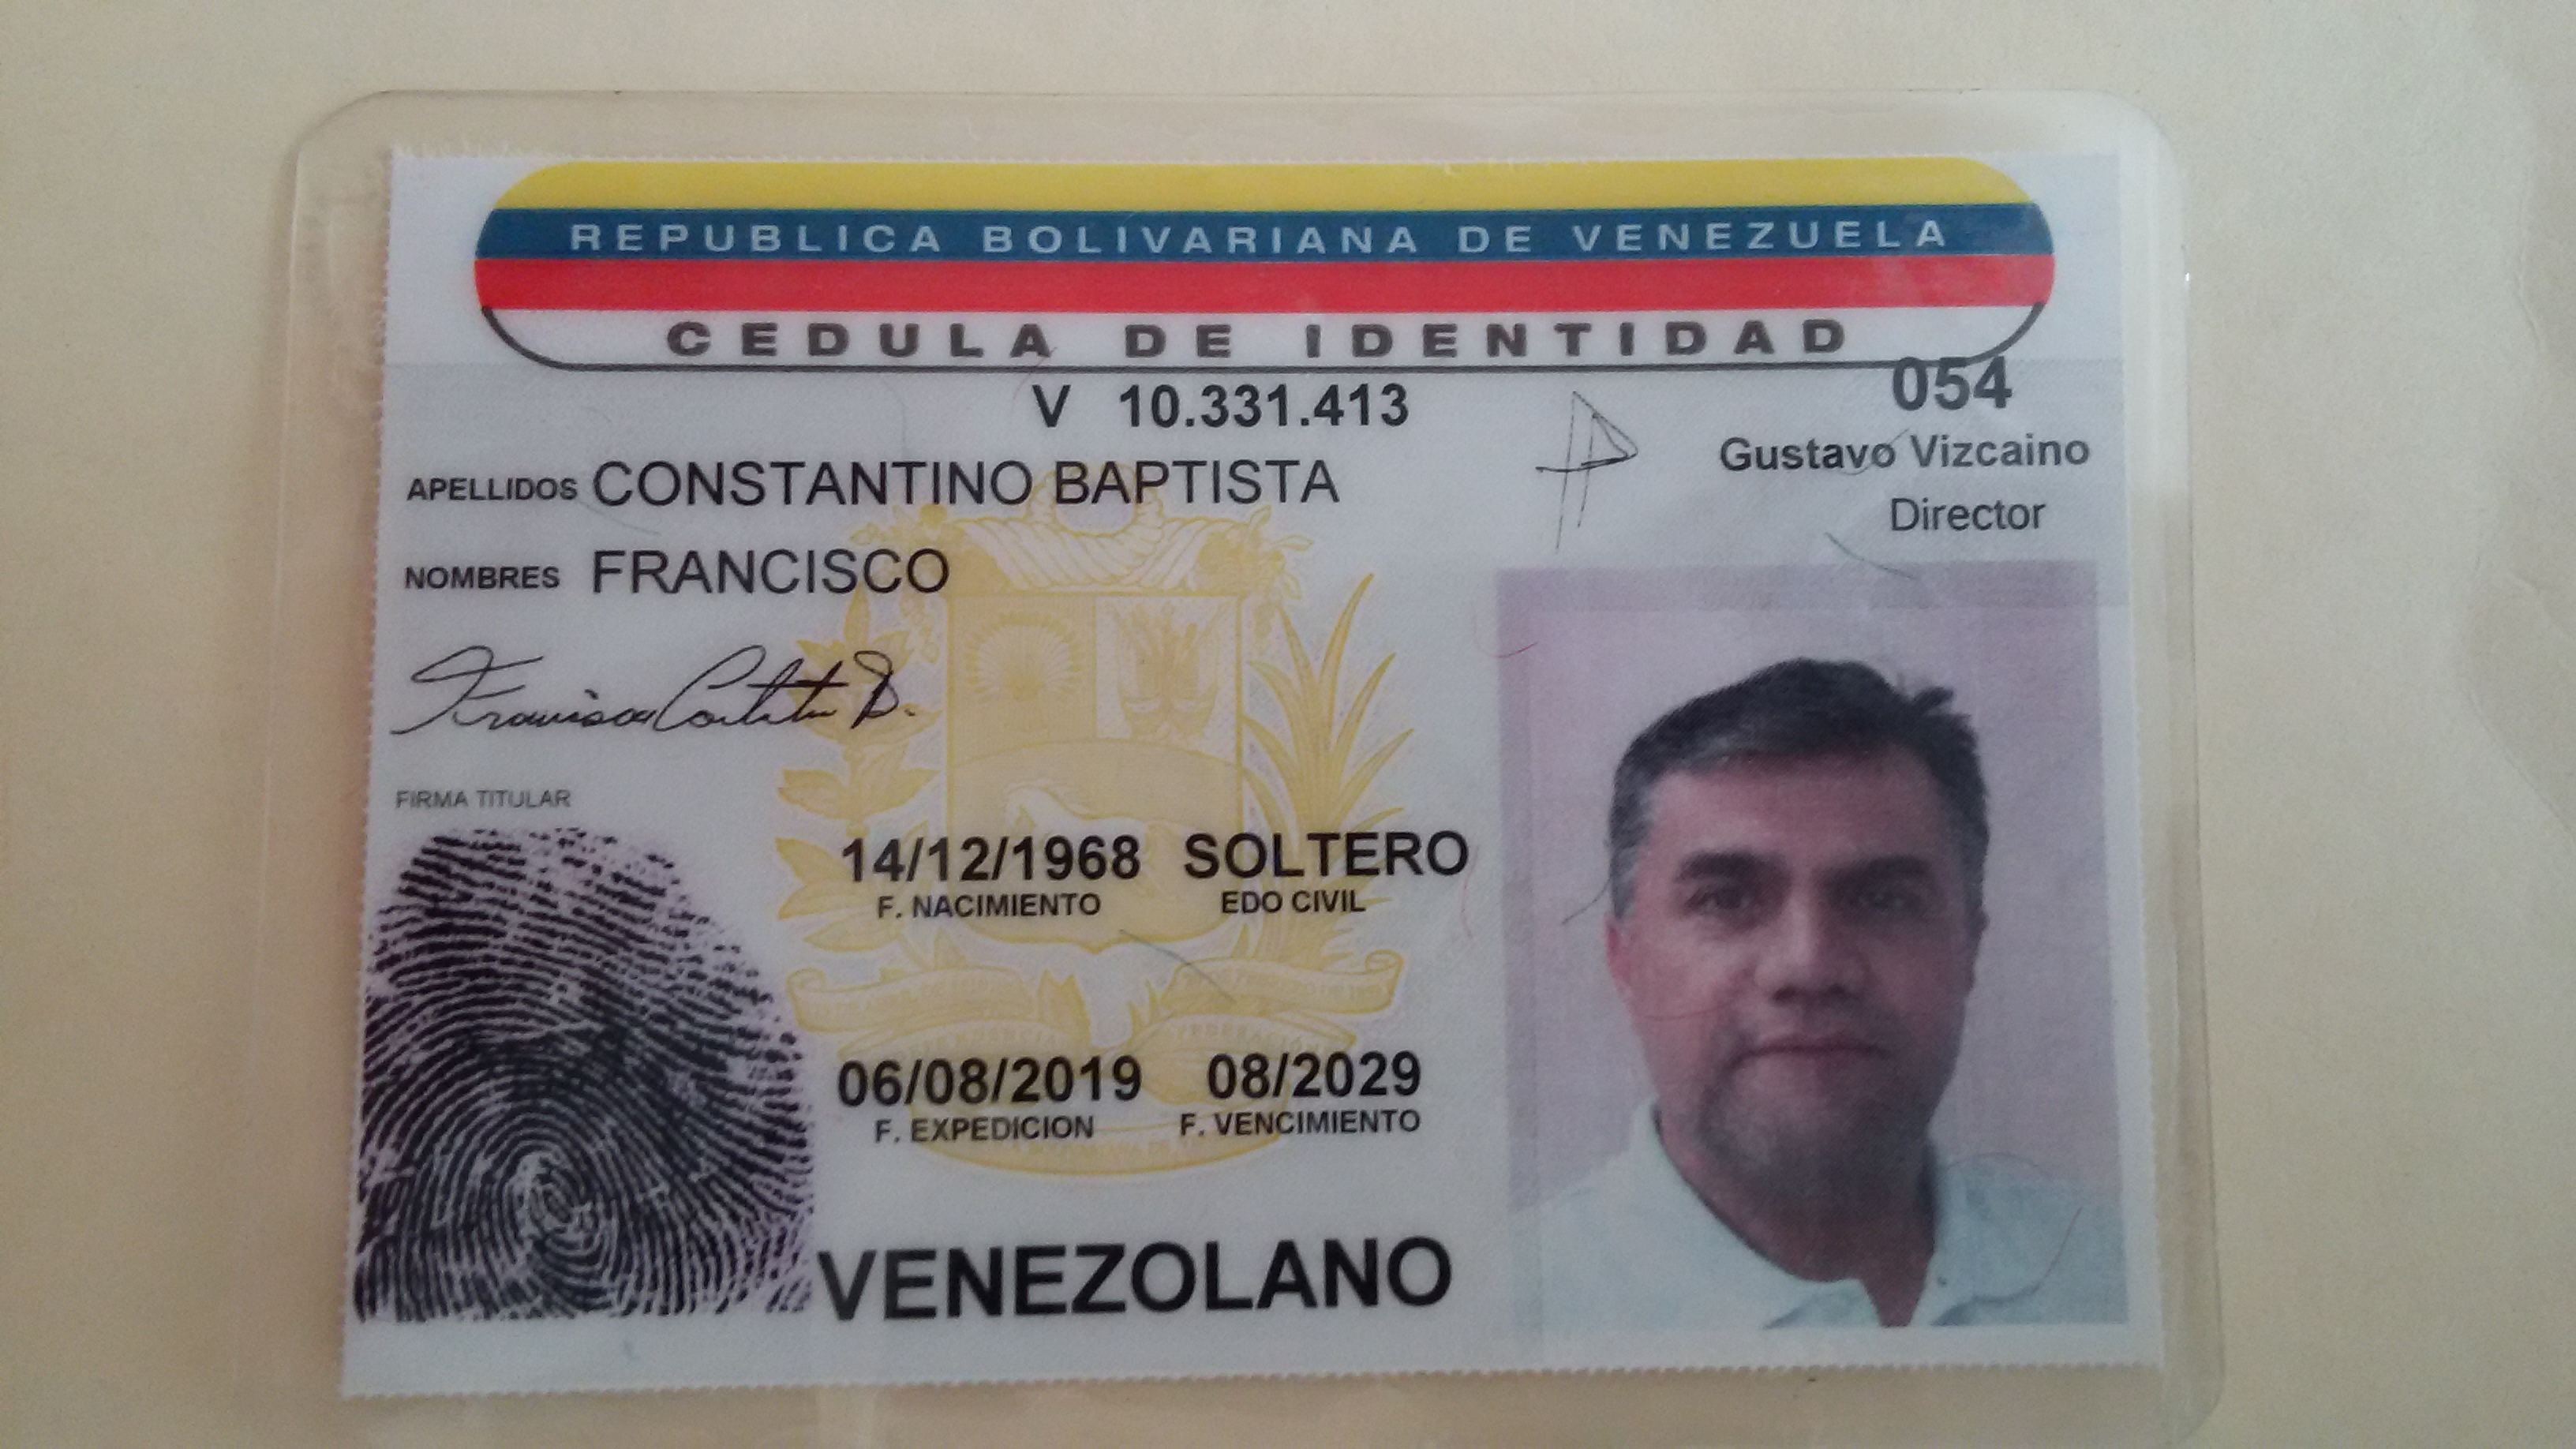 REPUBLICA BOLIVARIANA DE VENEZUELA
CEDULA DE IDENTIDAD
V 10.331.413
054
APELLIDOS CONSTANTINO BAPTISTA
Gustavo Vizcaino
Director
NOMBRES FRANCISCO
FIRMA TITULAR
14/12/1968 SOLTERO
F. NACIMIENTO EDO CIVIL
06/08/2019 08/2029
F. EXPEDICION F. VENCIMIENTO
VENEZOLANO